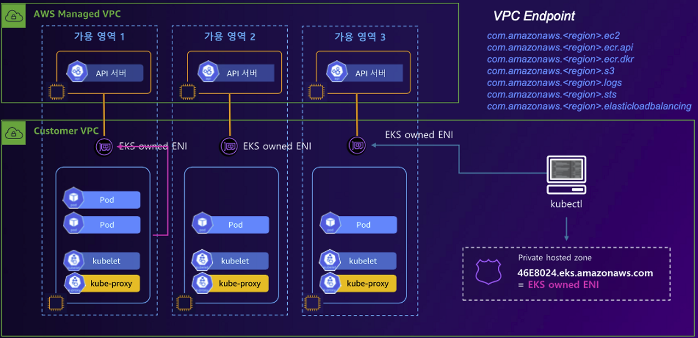 AWS Managed VPC
가용 영역 1
가용 영역 2
가용 영역 3
API 서버
API 서버
API 서버
VPC Endpoint
com.amazonaws.<region>.ec2
com.amazonaws.<region>.ecr.api
com.amazonaws.<region>.ecr.dkr
com.amazonaws.<region>.s3
com.amazonaws.<region>.logs
com.amazonaws.<region>.sts
com.amazonaws.<region>.elasticloadbalancing
Customer VPC
EKS owned ENI
EKS owned ENI
EKS owned ENI
Pod
Pod
kubelet
kube-proxy
Pod
kubelet
kube-proxy
Pod
kubelet
kube-proxy
kubectl
Private hosted zone
46E8024.eks.amazonaws.com
= EKS owned ENI